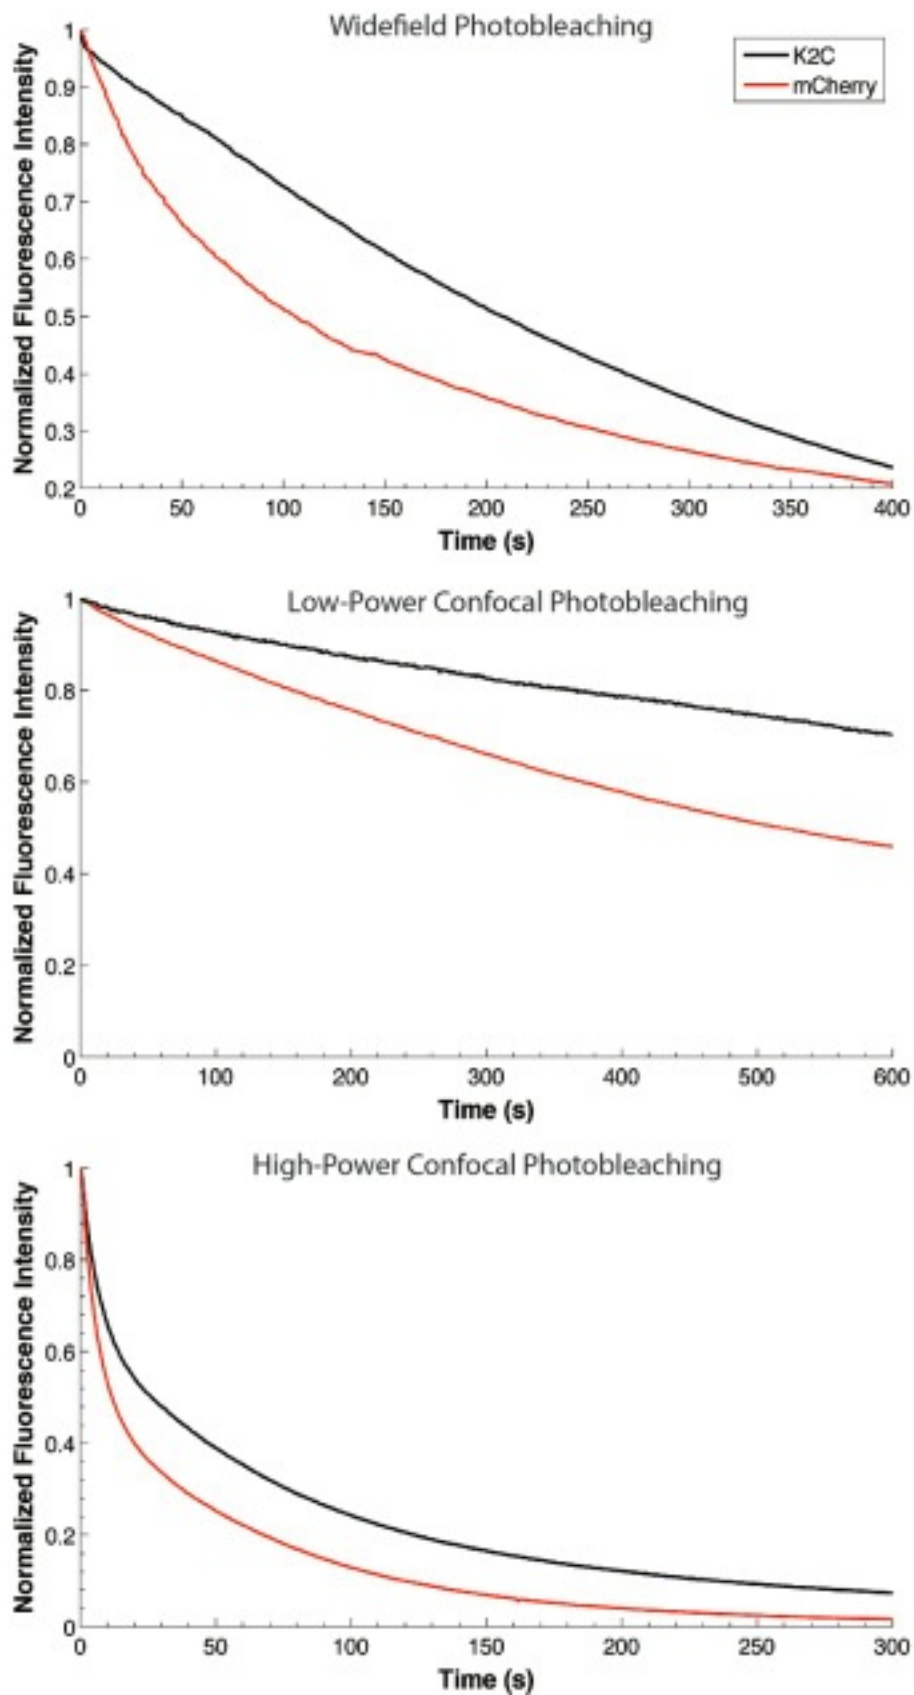 Widefield Photobleaching
K2C
mCherry
Normalized Fluorescence Intensity
1
0.9
0.8
0.7
0.6
0.5
0.4
0.3
0.2
0 50 100 150 200 250 300 350 400
Time (s)
Low-Power Confocal Photobleaching
Normalized Fluorescence Intensity
1
0.8
0.6
0.4
0.2
0
0 100 200 300 400 500 600
Time (s)
High-Power Confocal Photobleaching
Normalized Fluorescence Intensity
1
0.8
0.6
0.4
0.2
0
0 50 100 150 200 250 300
Time (s)